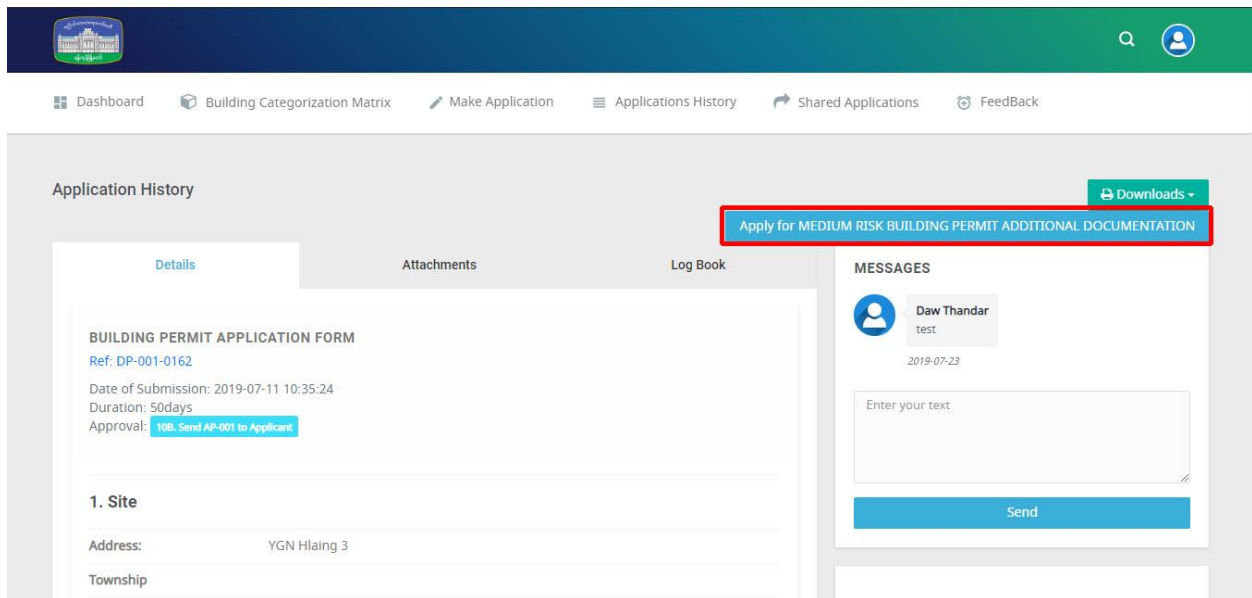 Dashboard
Building Categorization Matrix
Make Application
Applications History
Shared Applications
FeedBack
Application History
Downloads
Apply for MEDIUM RISK BUILDING PERMIT ADDITIONAL DOCUMENTATION
Details
Attachments
Log Book
BUILDING PERMIT APPLICATION FORM
Ref: DP-001-0162
Date of Submission: 2019-07-11 10:35:24
Duration: 50days
Approval: 10B. Send AP-001 to Applicant
1. Site
Address: YGN Hlaing 3
Township
MESSAGES
Daw Thandar
test
2019-07-23
Enter your text
Send